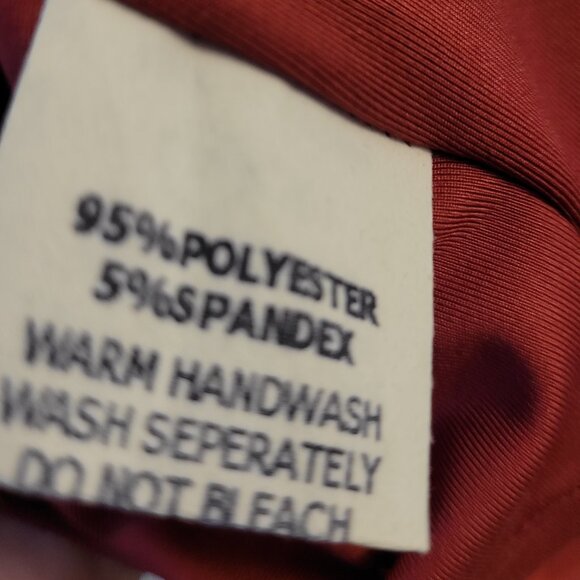 95%POLYESTER
5%SPANDEX
WARM HANDWASH
WASH SEPERATELY
DO NOT BLEACH